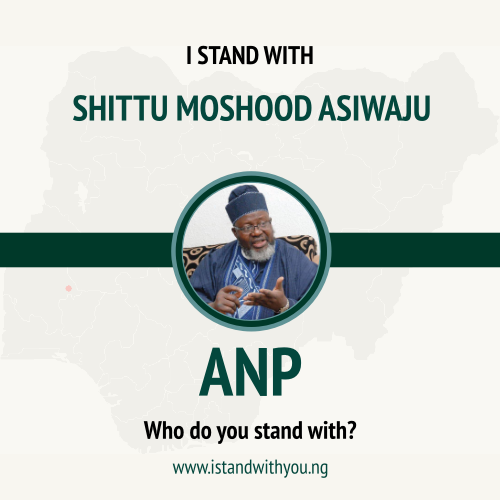 I STAND WITH
SHITTU MOSHOOD ASIWAJU
ANP
Who do you stand with?
www.istandwithyou.ng